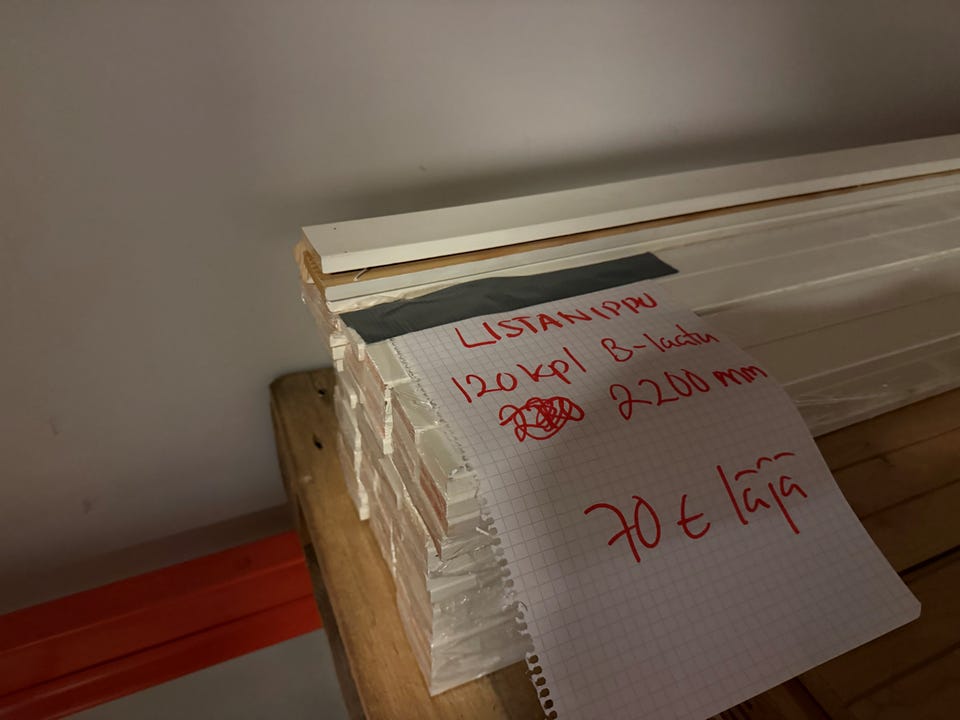 LISTANIPPU
120 kpl B-laatu
2200 mm
70 € läjä